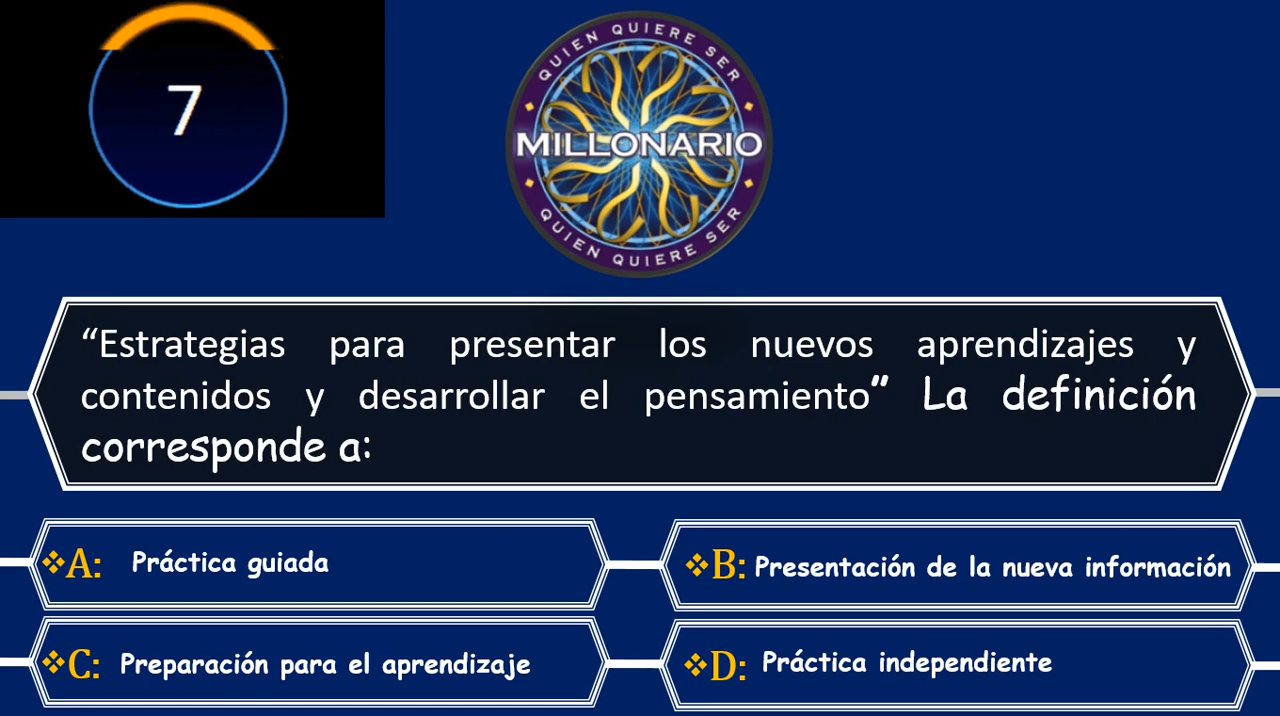 7
QUIEN QUIERE SER
MILLONARIO
QUIEN QUIERE SER
“Estrategias para presentar los nuevos aprendizajes y
contenidos y desarrollar el pensamiento” La definición
corresponde a:
❖A: Práctica guiada
❖B: Presentación de la nueva información
❖C: Preparación para el aprendizaje
❖D: Práctica independiente